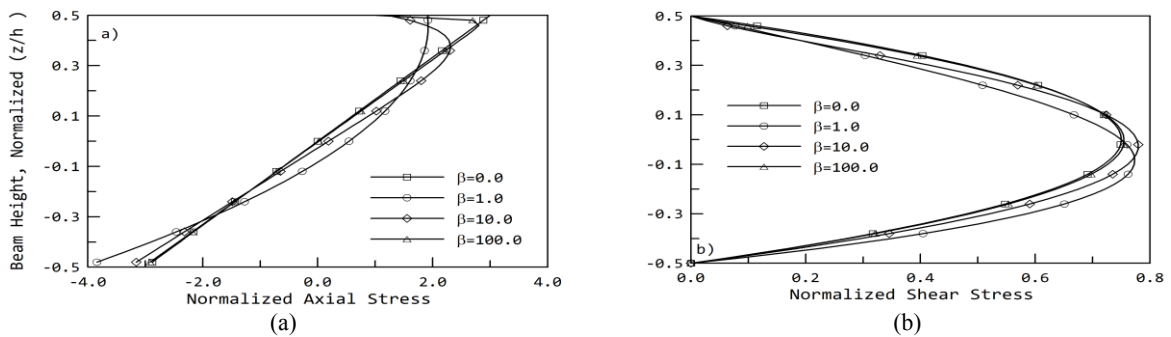 Beam Height, Normalized (z/h)
0.5
0.3
0.1
-0.1
-0.3
-0.5
a)
β=0.0
β=1.0
β=10.0
β=100.0
-4.0 -2.0 0.0 2.0 4.0
Normalized Axial Stress
(a)
0.5
0.3
0.1
-0.1
-0.3
-0.5
β=0.0
β=1.0
β=10.0
β=100.0
b)
0.0 0.2 0.4 0.6 0.8
Normalized Shear Stress
(b)